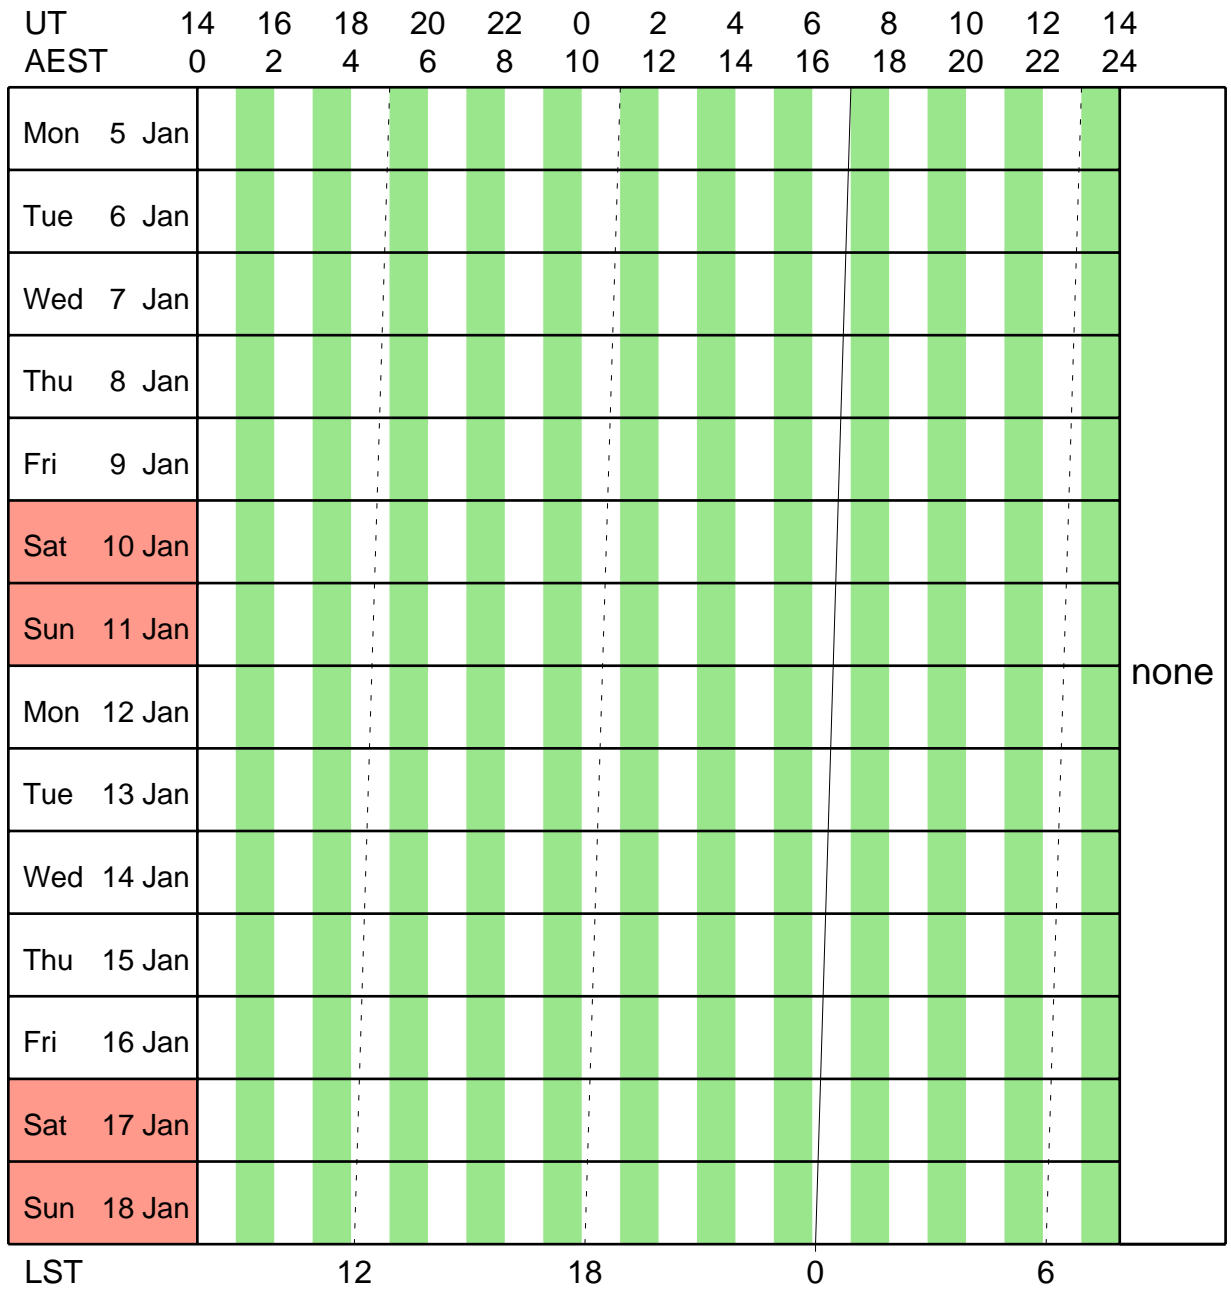 UT 14 16 18 20 22 0 2 4 6 8 10 12 14
AEST 0 2 4 6 8 10 12 14 16 18 20 22 24
Mon 5 Jan
Tue 6 Jan
Wed 7 Jan
Thu 8 Jan
Fri 9 Jan
Sat 10 Jan
Sun 11 Jan
none
Mon 12 Jan
Tue 13 Jan
Wed 14 Jan
Thu 15 Jan
Fri 16 Jan
Sat 17 Jan
Sun 18 Jan
LST 12 18 0 6